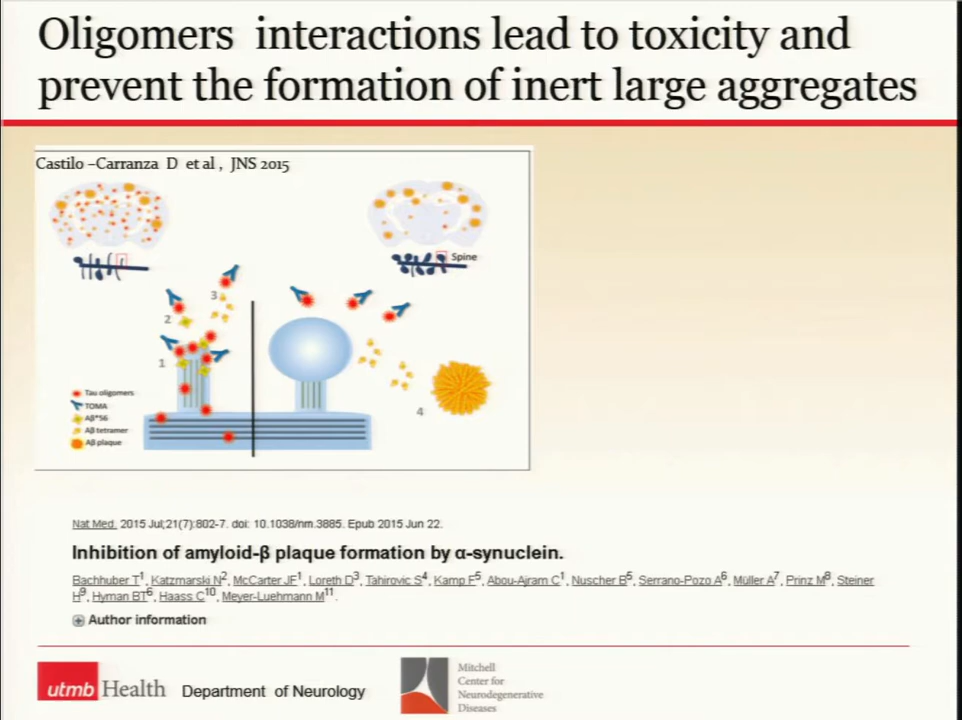 Oligomers interactions lead to toxicity and
prevent the formation of inert large aggregates
Castilo –Carranza D et al , JNS 2015
Spine
3
2
1
4
Tau oligomers
TOMA
Aβ*56
Aβ tetramer
Aβ plaque
Nat Med. 2015 Jul;21(7):802-7. doi: 10.1038/nm.3885. Epub 2015 Jun 22.
Inhibition of amyloid-β plaque formation by α-synuclein.
Bachhuber T1, Katzmarski N2, McCarter JF1, Loreth D3, Tahirovic S4, Kamp F5, Abou-Ajram C1, Nuscher B5, Serrano-Pozo A6, Müller A7, Prinz M8, Steiner
H9, Hyman BT6, Haass C10, Meyer-Luehmann M11.
Author information
utmb Health Department of Neurology
Mitchell
Center for
Neurodegenerative
Diseases